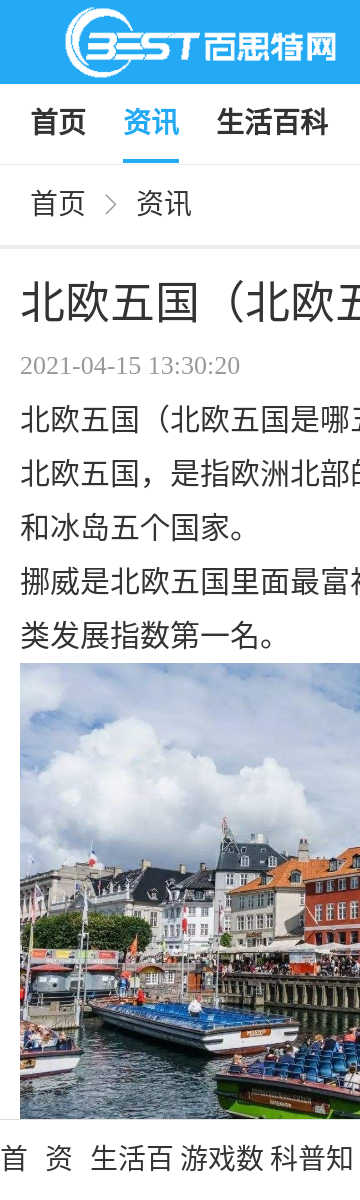 BEST百思特网
首页 资讯 生活百科
首页 > 资讯
北欧五国（北欧五
2021-04-15 13:30:20
北欧五国（北欧五国是哪
北欧五国，是指欧洲北部
和冰岛五个国家。
挪威是北欧五国里面最富
类发展指数第一名。
首 资 生活百 游戏数 科普知